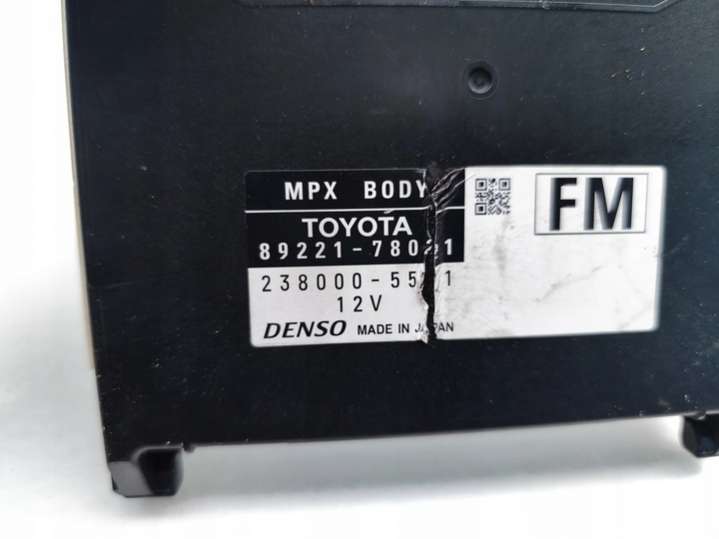 MPX BODY
TOYOTA
12V
DENSO MADE IN JAPAN
FM